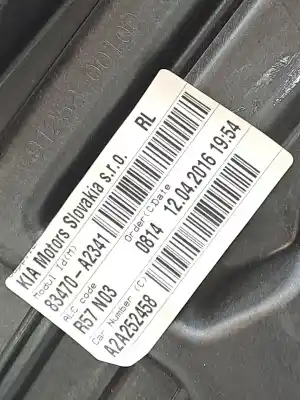 KIA Motors Slovakia s.r.o. RL
Modul Id(M)
83470-A2341
ALC code Order(C)Date
R57 N03 0814 12.04.2016 19:54
Car Number (C)
A2A252458